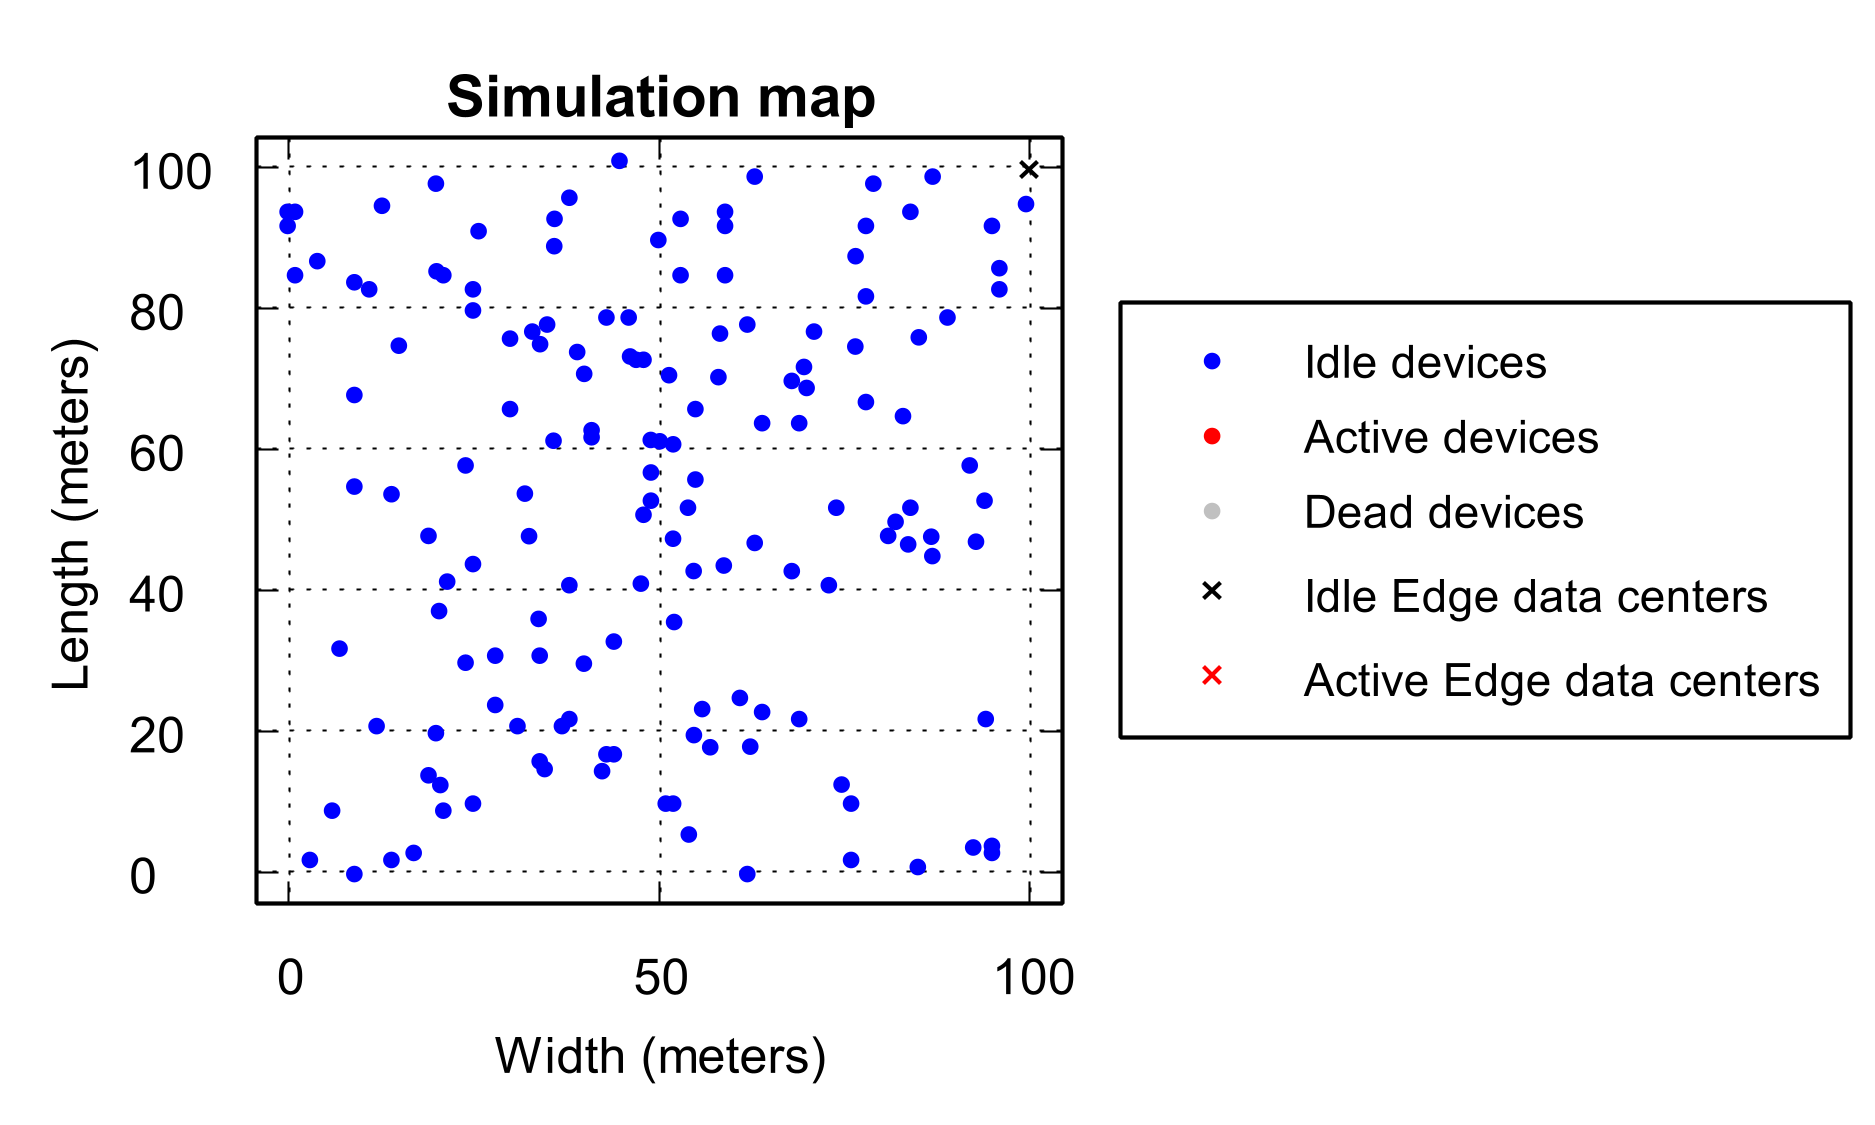 Simulation map
100
80
60
40
20
0
Length (meters)
0 50 100
Width (meters)
Idle devices
Active devices
Dead devices
Idle Edge data centers
Active Edge data centers